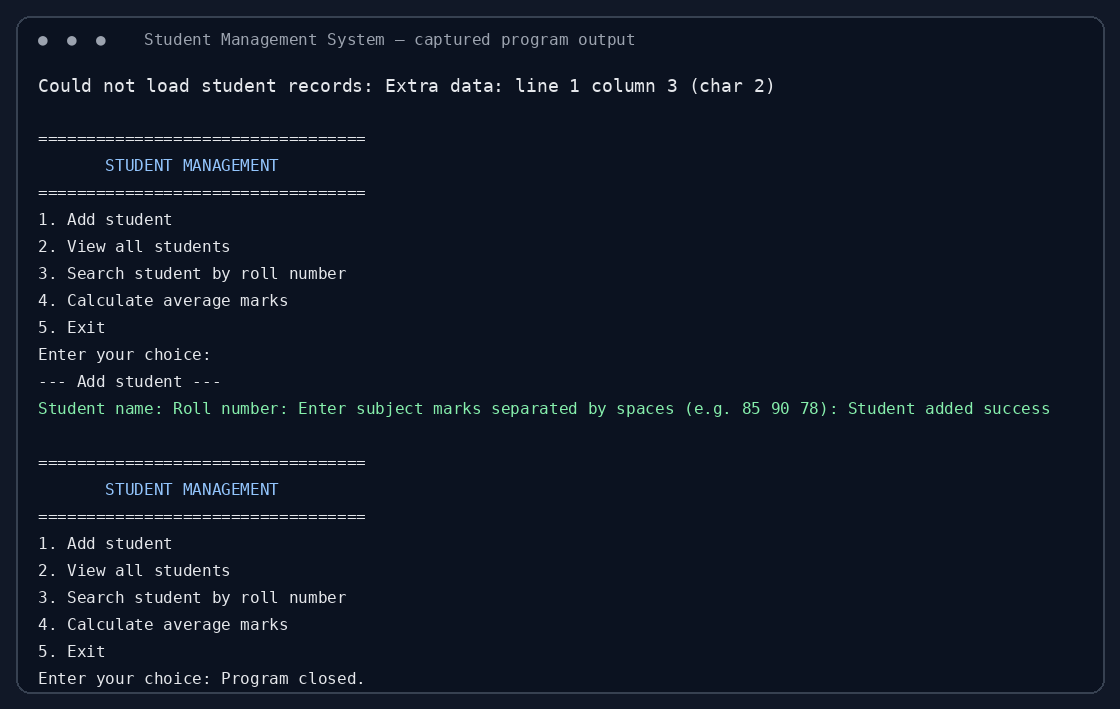 Student Management System — captured program output
Could not load student records: Extra data: line 1 column 3 (char 2)
==================================
STUDENT MANAGEMENT
==================================
1. Add student
2. View all students
3. Search student by roll number
4. Calculate average marks
5. Exit
Enter your choice:
--- Add student ---
Student name: Roll number: Enter subject marks separated by spaces (e.g. 85 90 78): Student added success
==================================
STUDENT MANAGEMENT
==================================
1. Add student
2. View all students
3. Search student by roll number
4. Calculate average marks
5. Exit
Enter your choice: Program closed.